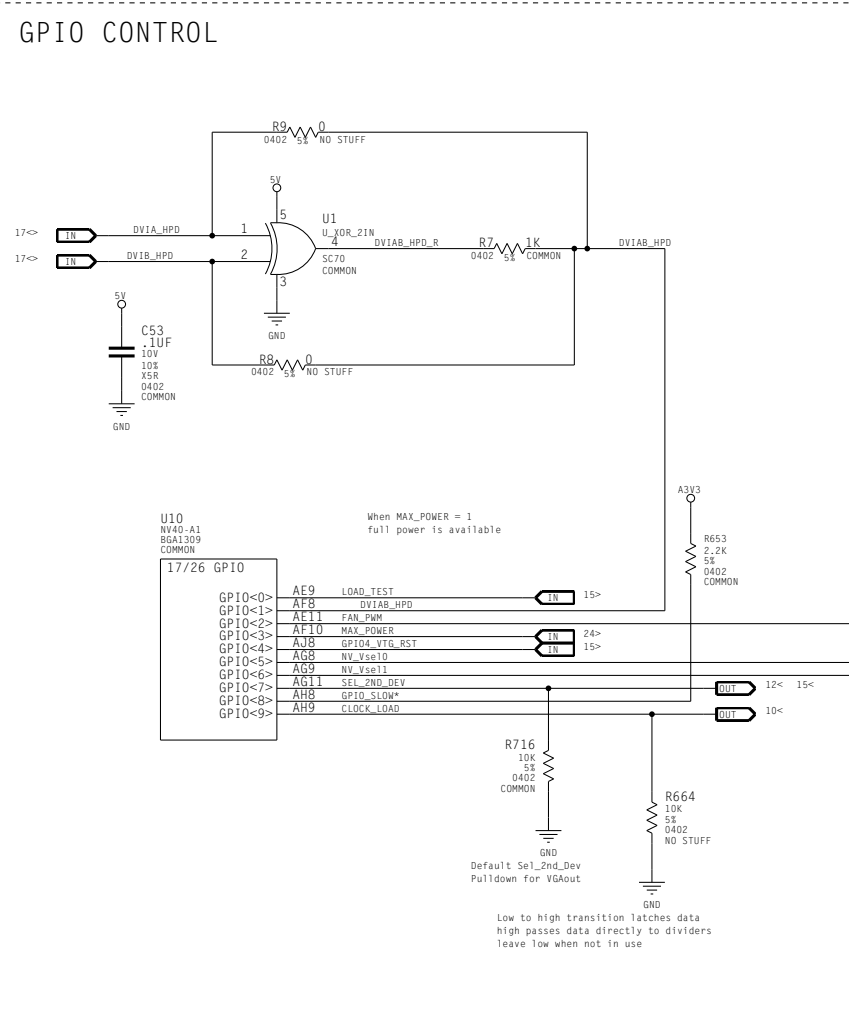 GPIO CONTROL
R9 0
0402 5% NO STUFF
5V
5
U1
U_XOR_2IN
17<> IN DVIA_HPD 1
4 DVIAB_HPD_R R7 1K DVIAB_HPD
0402 5% COMMON
17<> IN DVIB_HPD 2
SC70
COMMON
3
GND
5V
C53
.1UF
10V
10%
X5R
0402
COMMON
GND
R8 0
0402 5% NO STUFF
A3V3
R653
2.2K
5%
0402
COMMON
When MAX_POWER = 1
full power is available
U10
NV40-A1
BGA1309
COMMON
17/26 GPIO
GPIO<0> AE9 LOAD_TEST IN 15>
GPIO<1> AF8 DVIAB_HPD
GPIO<2> AE11 FAN_PWM
GPIO<3> AF10 MAX_POWER IN 24>
GPIO<4> AJ8 GPIO4_VTG_RST IN 15>
GPIO<5> AG8 NV_Vsel0
GPIO<6> AG9 NV_Vsel1
GPIO<7> AG11 SEL_2ND_DEV OUT 12< 15<
GPIO<8> AH8 GPIO_SLOW*
GPIO<9> AH9 CLOCK_LOAD OUT 10<
R716
10K
5%
0402
COMMON
GND
Default Sel_2nd_Dev
Pulldown for VGAout
R664
10K
5%
0402
NO STUFF
GND
Low to high transition latches data
high passes data directly to dividers
leave low when not in use